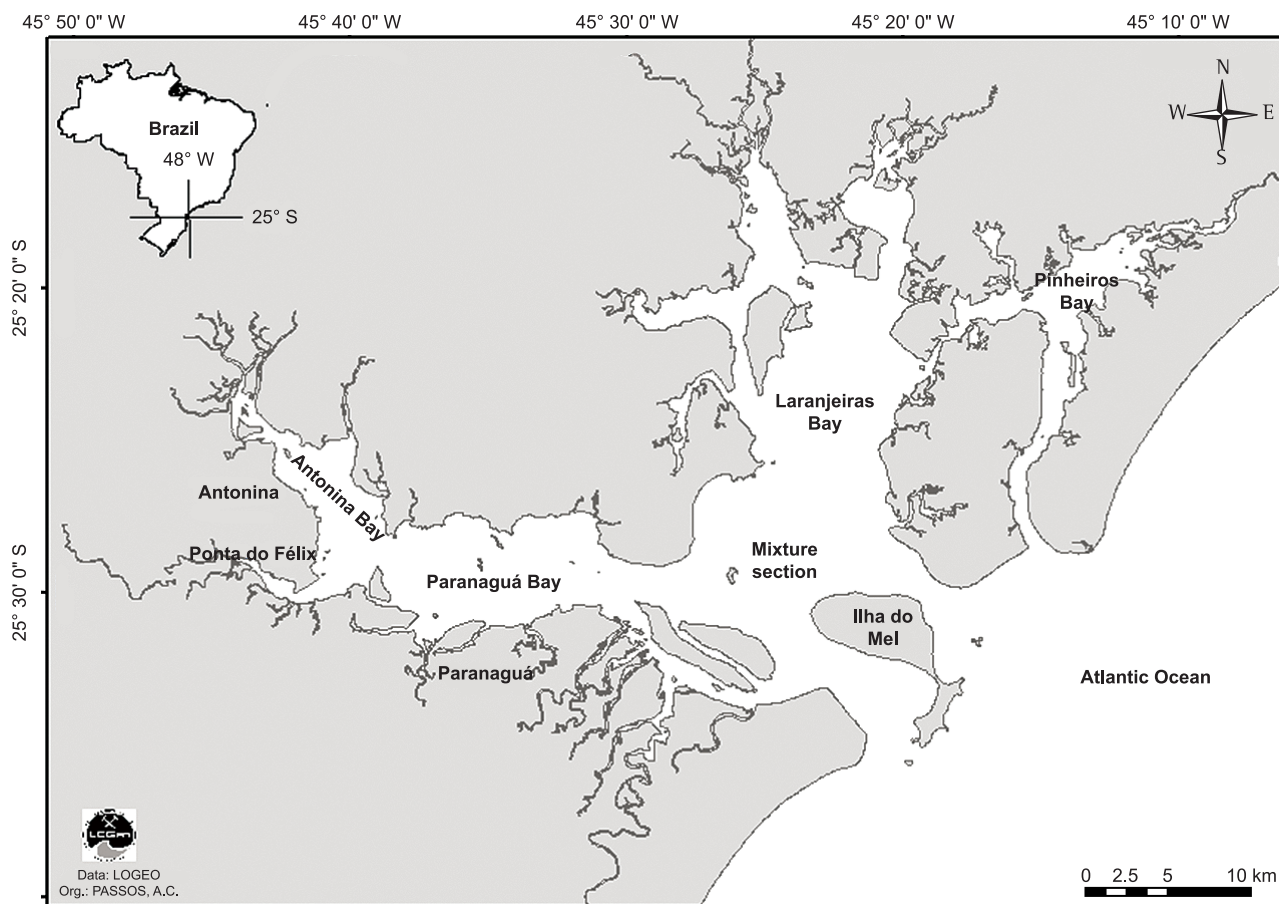 45° 50' 0" W
45° 40' 0" W
45° 30' 0" W
45° 20' 0" W
45° 10' 0" W
N
W
E
S
Brazil
48° W
25° S
25° 20' 0" S
Pinheiros
Bay
Laranjeiras
Bay
Antonina
Antonina Bay
Ponta do Félix
Mixture
section
Paranaguá Bay
25° 30' 0" S
Ilha do
Mel
Paranaguá
Atlantic Ocean
LCGM
Data: LOGEO
Org.: PASSOS, A.C.
0 2.5 5 10 km